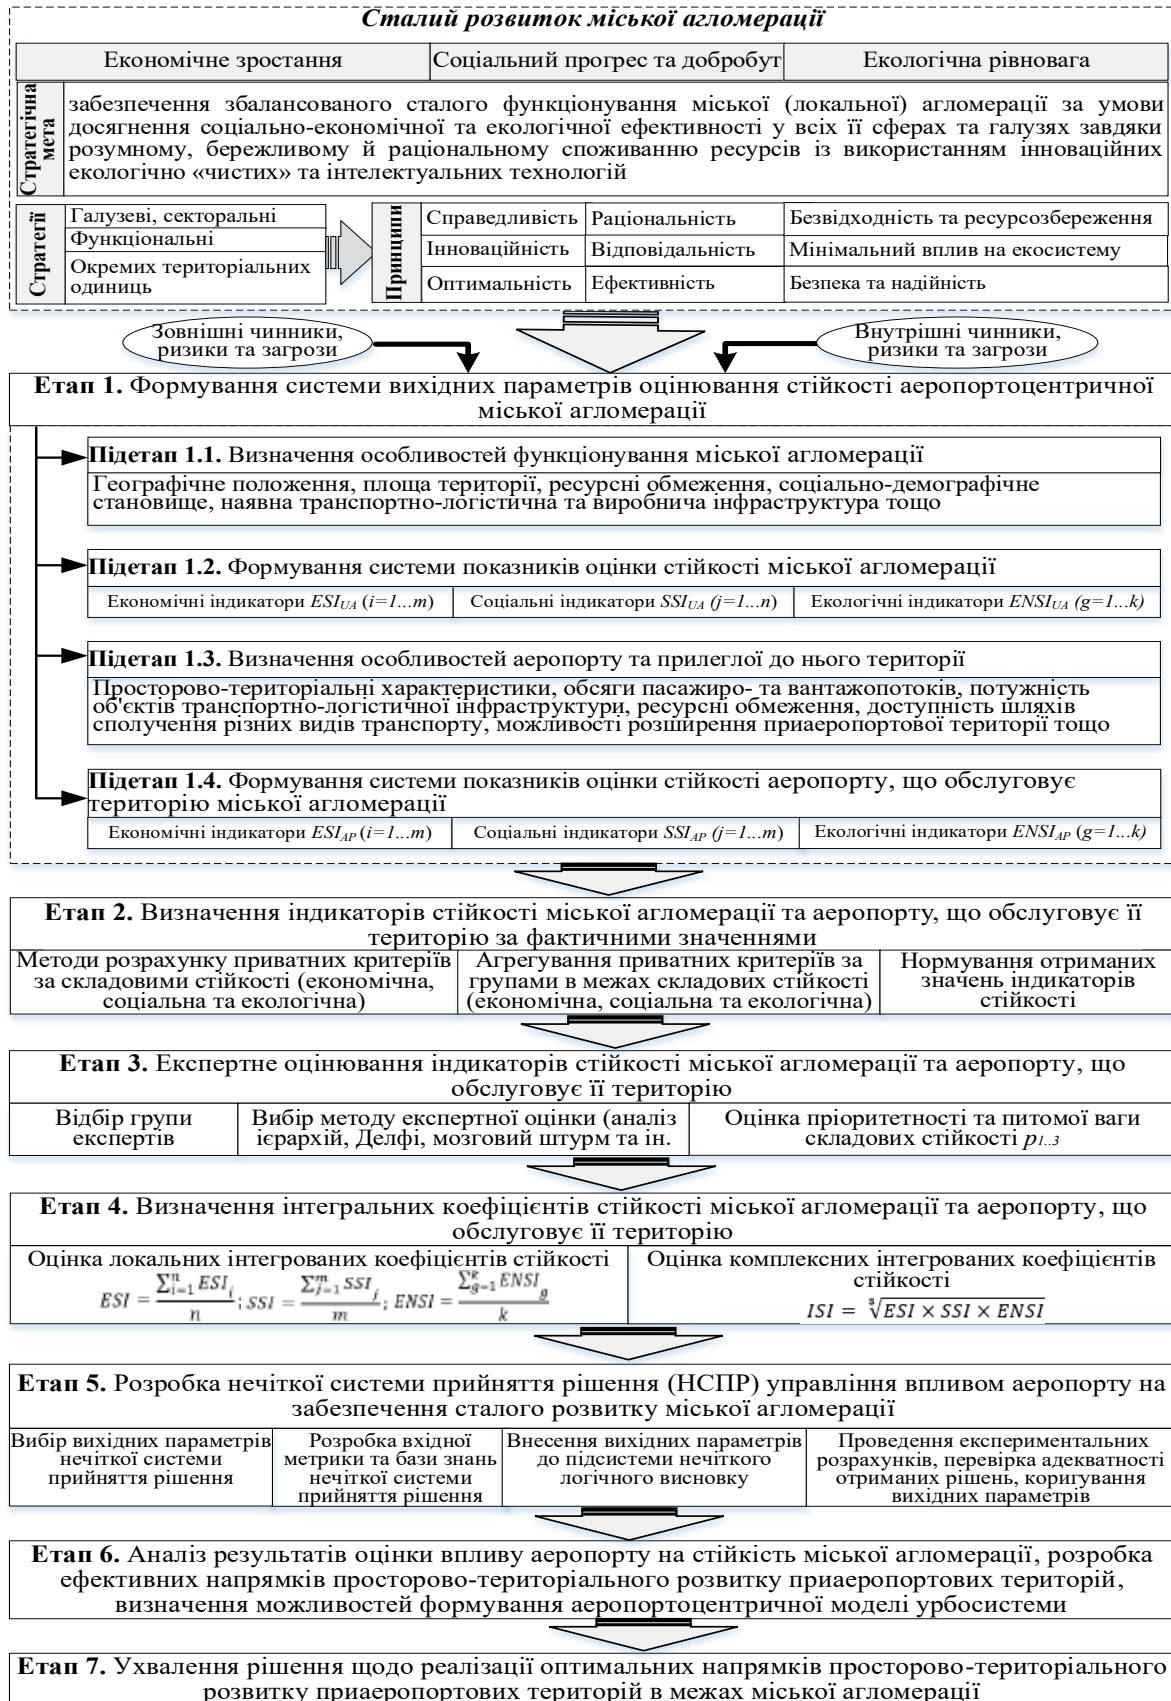 Сталий розвиток міської агломерації
Економічне зростання
Соціальний прогрес та добробут
Екологічна рівновага
Стратегічна
мета
забезпечення збалансованого сталого функціонування міської (локальної) агломерації за умови
досягнення соціально-економічної та екологічної ефективності у всіх її сферах та галузях завдяки
розумному, бережливому й раціональному споживанню ресурсів із використанням інноваційних
екологічно «чистих» та інтелектуальних технологій
Стратегії
Галузеві, секторальні
Функціональні
Окремих територіальних
одиниць
Принципи
Справедливість
Раціональність
Безвідходність та ресурсозбереження
Інноваційність
Відповідальність
Мінімальний вплив на екосистему
Оптимальність
Ефективність
Безпека та надійність
Зовнішні чинники,
ризики та загрози
Внутрішні чинники,
ризики та загрози
Етап 1. Формування системи вихідних параметрів оцінювання стійкості аеропортоцентричної
міської агломерації
Підетап 1.1. Визначення особливостей функціонування міської агломерації
Географічне положення, площа території, ресурсні обмеження, соціально-демографічне
становище, наявна транспортно-логістична та виробнича інфраструктура тощо
Підетап 1.2. Формування системи показників оцінки стійкості міської агломерації
Економічні індикатори ESI_UA (i=1...m)
Соціальні індикатори SSI_UA (j=1...n)
Екологічні індикатори ENSI_UA (g=1...k)
Підетап 1.3. Визначення особливостей аеропорту та прилеглої до нього території
Просторово-територіальні характеристики, обсяги пасажиро- та вантажопотоків, потужність
об'єктів транспортно-логістичної інфраструктури, ресурсні обмеження, доступність шляхів
сполучення різних видів транспорту, можливості розширення приаеропортової території тощо
Підетап 1.4. Формування системи показників оцінки стійкості аеропорту, що обслуговує
територію міської агломерації
Економічні індикатори ESI_AP (i=1...m)
Соціальні індикатори SSI_AP (j=1...m)
Екологічні індикатори ENSI_AP (g=1...k)
Етап 2. Визначення індикаторів стійкості міської агломерації та аеропорту, що обслуговує її
територію за фактичними значеннями
Методи розрахунку приватних критеріїв
за складовими стійкості (економічна,
соціальна та екологічна)
Агрегування приватних критеріїв за
групами в межах складових стійкості
(економічна, соціальна та екологічна)
Нормування отриманих
значень індикаторів
стійкості
Етап 3. Експертне оцінювання індикаторів стійкості міської агломерації та аеропорту, що
обслуговує її територію
Відбір групи
експертів
Вибір методу експертної оцінки (аналіз
ієрархій, Делфі, мозговий штурм та ін.
Оцінка пріоритетності та питомої ваги
складових стійкості p1..3
Етап 4. Визначення інтегральних коефіцієнтів стійкості міської агломерації та аеропорту, що
обслуговує її територію
Оцінка локальних інтегрованих коефіцієнтів стійкості
ESI = ∑_{i=1}^{n} ESI_i / n; SSI = ∑_{j=1}^{m} SSI_j / m; ENSI = ∑_{g=1}^{k} ENSI_g / k
Оцінка комплексних інтегрованих коефіцієнтів
стійкості
ISI = ∛(ESI × SSI × ENSI)
Етап 5. Розробка нечіткої системи прийняття рішення (НСПР) управління впливом аеропорту на
забезпечення сталого розвитку міської агломерації
Вибір вихідних параметрів
нечіткої системи
прийняття рішення
Розробка вхідної
метрики та бази знань
нечіткої системи
прийняття рішення
Внесення вихідних параметрів
до підсистеми нечіткого
логічного висновку
Проведення експериментальних
розрахунків, перевірка адекватності
отриманих рішень, коригування
вихідних параметрів
Етап 6. Аналіз результатів оцінки впливу аеропорту на стійкість міської агломерації, розробка
ефективних напрямків просторово-територіального розвитку приаеропортових територій,
визначення можливостей формування аеропортоцентричної моделі урбосистеми
Етап 7. Ухвалення рішення щодо реалізації оптимальних напрямків просторово-територіального
розвитку приаеропортових територій в межах міської агломерації